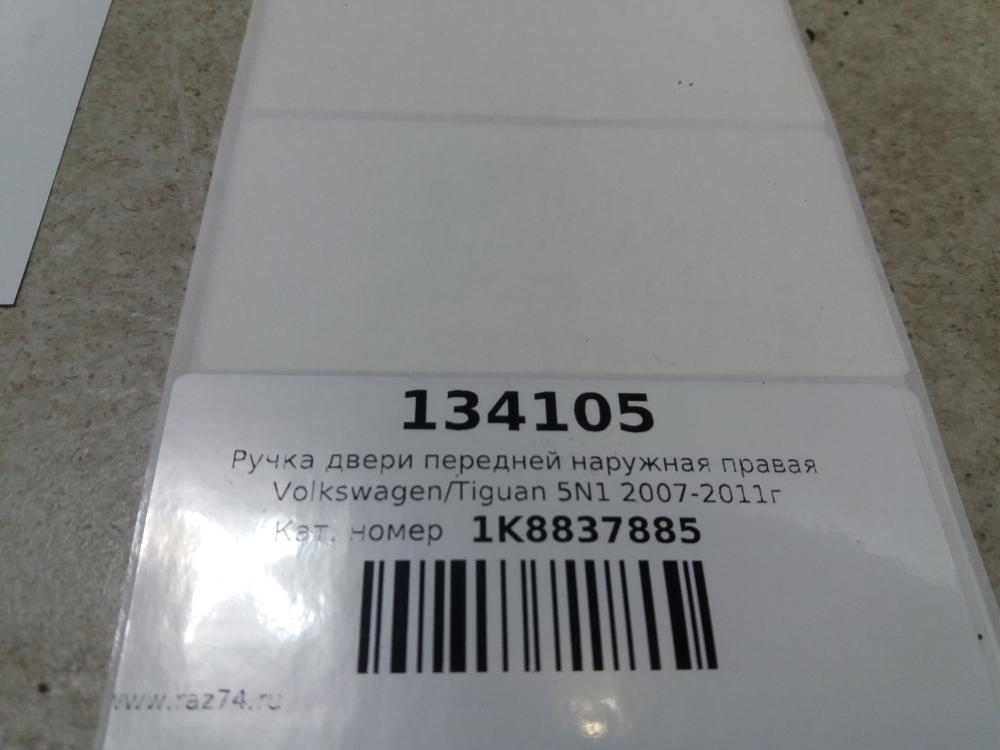 134105
Ручка двери передней наружная правая
Volkswagen/Tiguan 5N1 2007-2011г
Кат. номер 1K8837885
www.raz74.ru